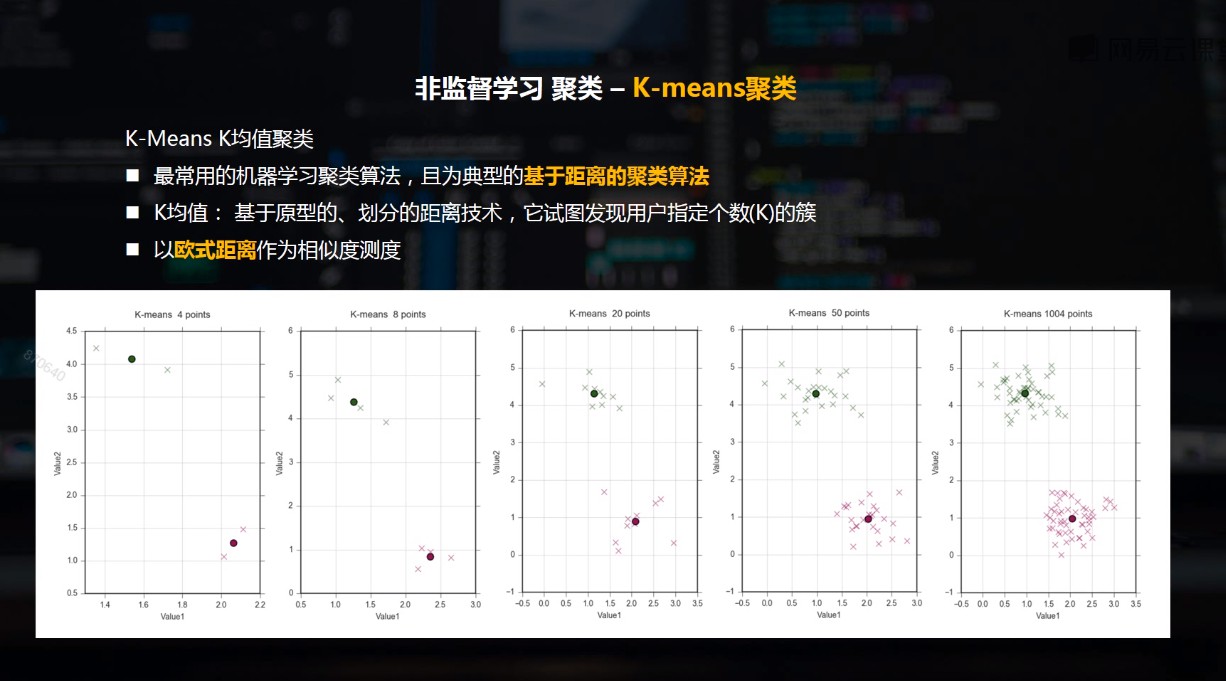 网易云课
非监督学习 聚类 – K-means聚类
K-Means K均值聚类
■ 最常用的机器学习聚类算法，且为典型的基于距离的聚类算法
■ K均值： 基于原型的、划分的距离技术，它试图发现用户指定个数(K)的簇
■ 以欧式距离作为相似度测度
870640
K-means 4 points
4.5
4.0
3.5
3.0
2.5
2.0
1.5
1.0
0.5
Value2
1.4 1.6 1.8 2.0 2.2
Value1
K-means 8 points
6
5
4
3
2
1
0
Value2
0.5 1.0 1.5 2.0 2.5 3.0
Value1
K-means 20 points
6
5
4
3
2
1
0
−1
Value2
−0.5 0.0 0.5 1.0 1.5 2.0 2.5 3.0 3.5
Value1
K-means 50 points
6
5
4
3
2
1
0
−1
Value2
−0.5 0.0 0.5 1.0 1.5 2.0 2.5 3.0
Value1
K-means 1004 points
6
5
4
3
2
1
0
−1
Value2
−0.5 0.0 0.5 1.0 1.5 2.0 2.5 3.0 3.5
Value1